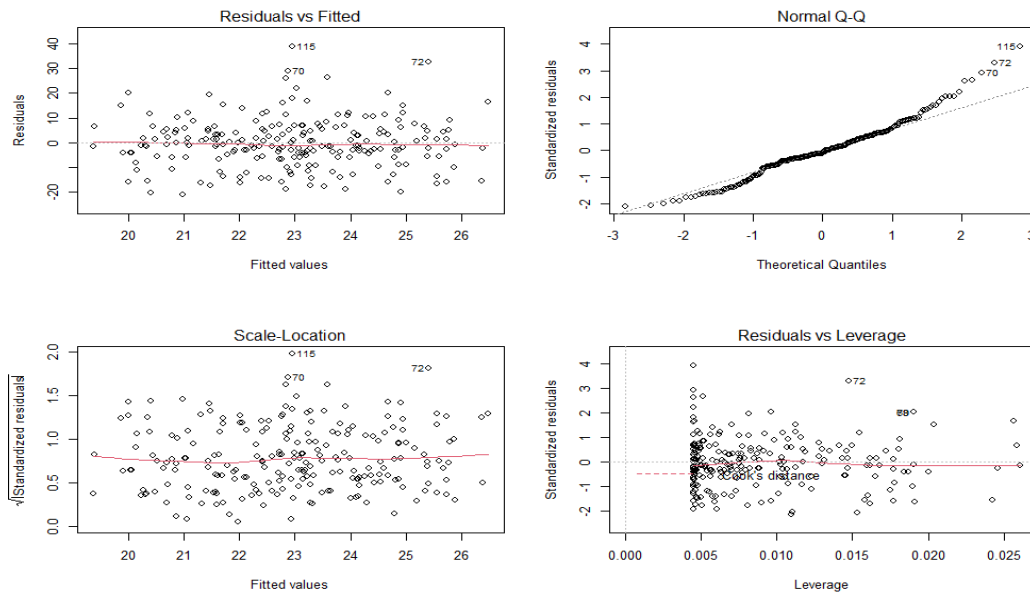 Residuals vs Fitted
Residuals
40
20
10
0
-20
115
70
72
20 21 22 23 24 25 26
Fitted values
Normal Q-Q
Standardized residuals
4
3
2
1
0
-1
-2
115
72
70
-3 -2 -1 0 1 2 3
Theoretical Quantiles
Scale-Location
√|Standardized residuals|
2.0
1.5
1.0
0.5
0.0
115
70
72
20 21 22 23 24 25 26
Fitted values
Residuals vs Leverage
Standardized residuals
4
3
2
1
0
-1
-2
72
Cook's distance
0.000 0.005 0.010 0.015 0.020 0.025
Leverage